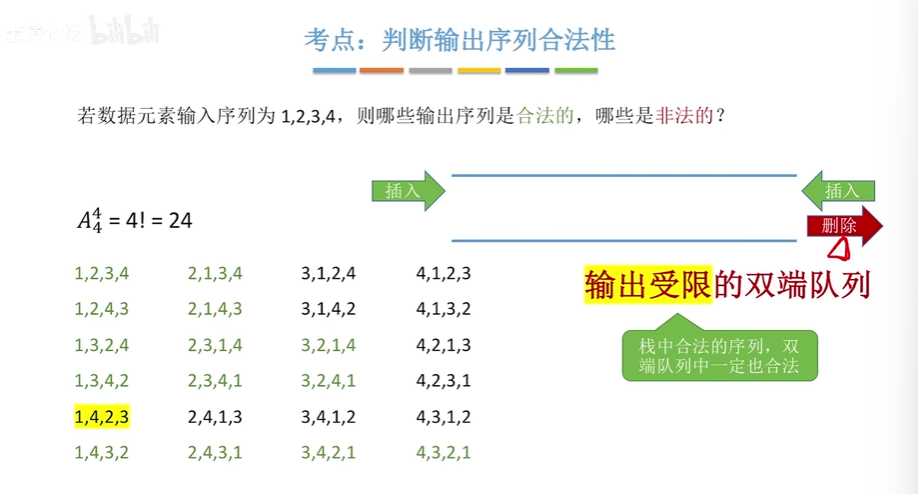 bilibili
考点：判断输出序列合法性
若数据元素输入序列为 1,2,3,4，则哪些输出序列是合法的，哪些是非法的？
插入
插入
删除
A₄⁴ = 4! = 24
1,2,3,4 2,1,3,4 3,1,2,4 4,1,2,3
1,2,4,3 2,1,4,3 3,1,4,2 4,1,3,2
1,3,2,4 2,3,1,4 3,2,1,4 4,2,1,3
1,3,4,2 2,3,4,1 3,2,4,1 4,2,3,1
1,4,2,3 2,4,1,3 3,4,1,2 4,3,1,2
1,4,3,2 2,4,3,1 3,4,2,1 4,3,2,1
输出受限的双端队列
栈中合法的序列，双
端队列中一定也合法